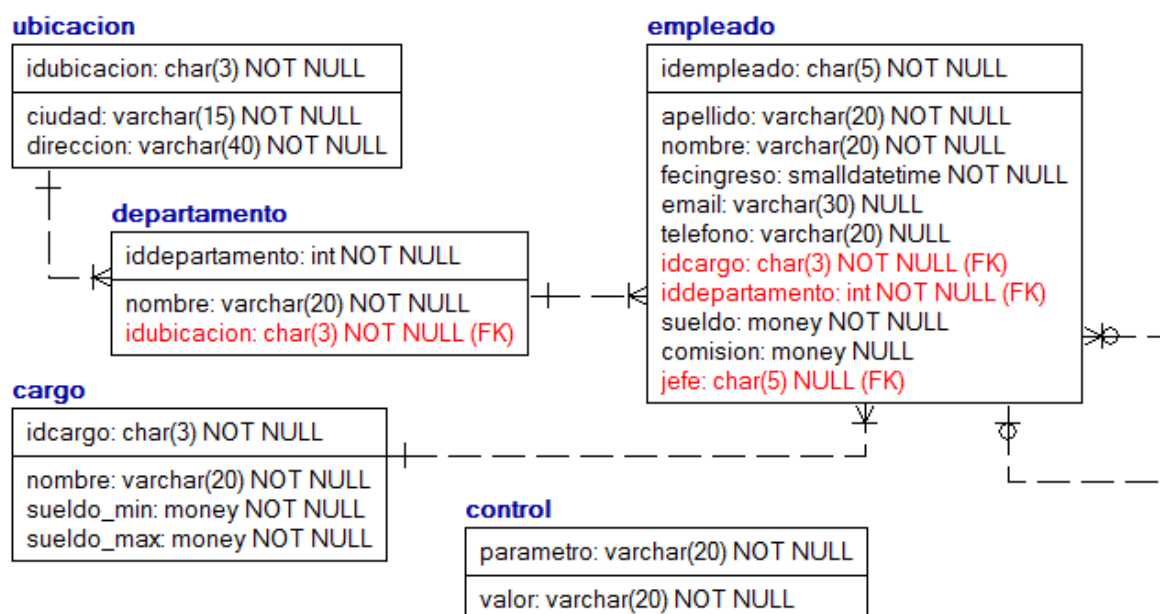 ubicacion
idubicacion: char(3) NOT NULL
ciudad: varchar(15) NOT NULL
direccion: varchar(40) NOT NULL
departamento
iddepartamento: int NOT NULL
nombre: varchar(20) NOT NULL
idubicacion: char(3) NOT NULL (FK)
cargo
idcargo: char(3) NOT NULL
nombre: varchar(20) NOT NULL
sueldo_min: money NOT NULL
sueldo_max: money NOT NULL
empleado
idempleado: char(5) NOT NULL
apellido: varchar(20) NOT NULL
nombre: varchar(20) NOT NULL
fecingreso: smalldatetime NOT NULL
email: varchar(30) NULL
telefono: varchar(20) NULL
idcargo: char(3) NOT NULL (FK)
iddepartamento: int NOT NULL (FK)
sueldo: money NOT NULL
comision: money NULL
jefe: char(5) NULL (FK)
control
parametro: varchar(20) NOT NULL
valor: varchar(20) NOT NULL